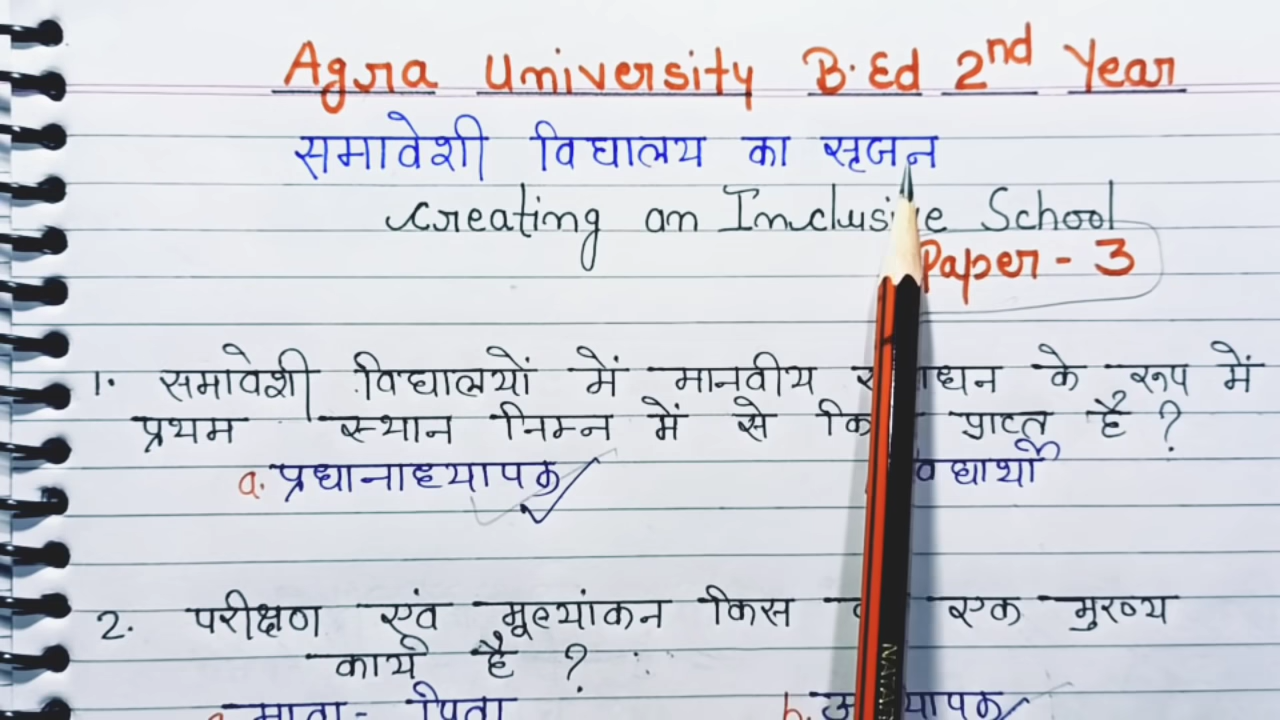 Agra University B.Ed 2nd Year
समावेशी विद्यालय का सृजन
creating an Inclusive School
Paper - 3
1. समावेशी विद्यालयों में मानवीय के रूप में
प्रथम स्थान निम्न में से प्राप्त है ?
a. प्रधानाध्यापक विद्यार्थी
2. परीक्षण एवं मूल्यांकन किस एक मुख्य
कार्य है ?
माता - पिता b.